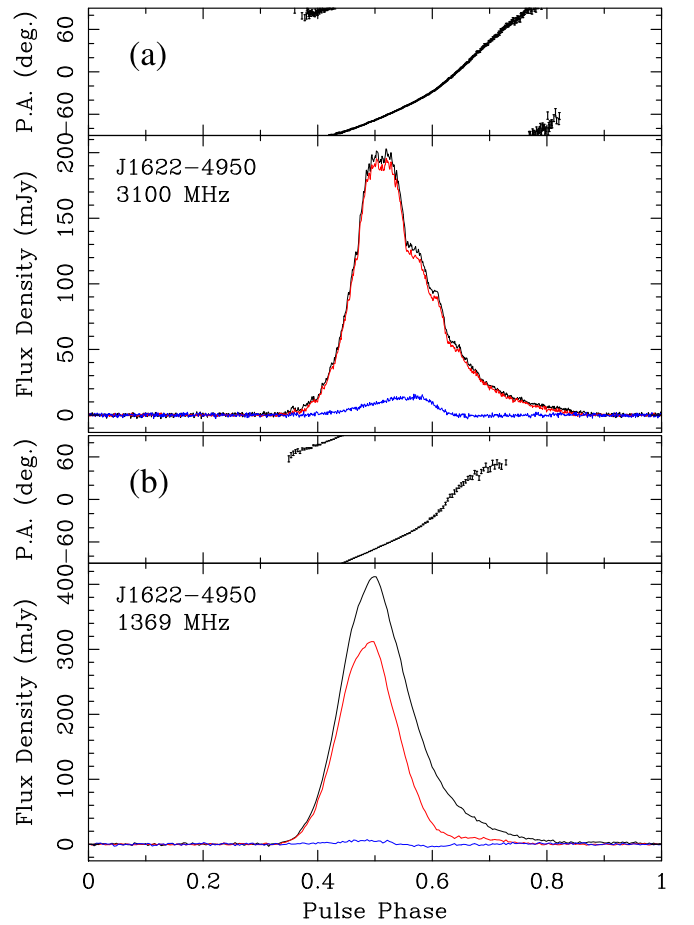 (a)
P.A. (deg.)
60
0
−60
J1622−4950
3100 MHz
Flux Density (mJy)
200
150
100
50
0
(b)
P.A. (deg.)
60
0
−60
J1622−4950
1369 MHz
Flux Density (mJy)
400
300
200
100
0
0 0.2 0.4 0.6 0.8 1
Pulse Phase